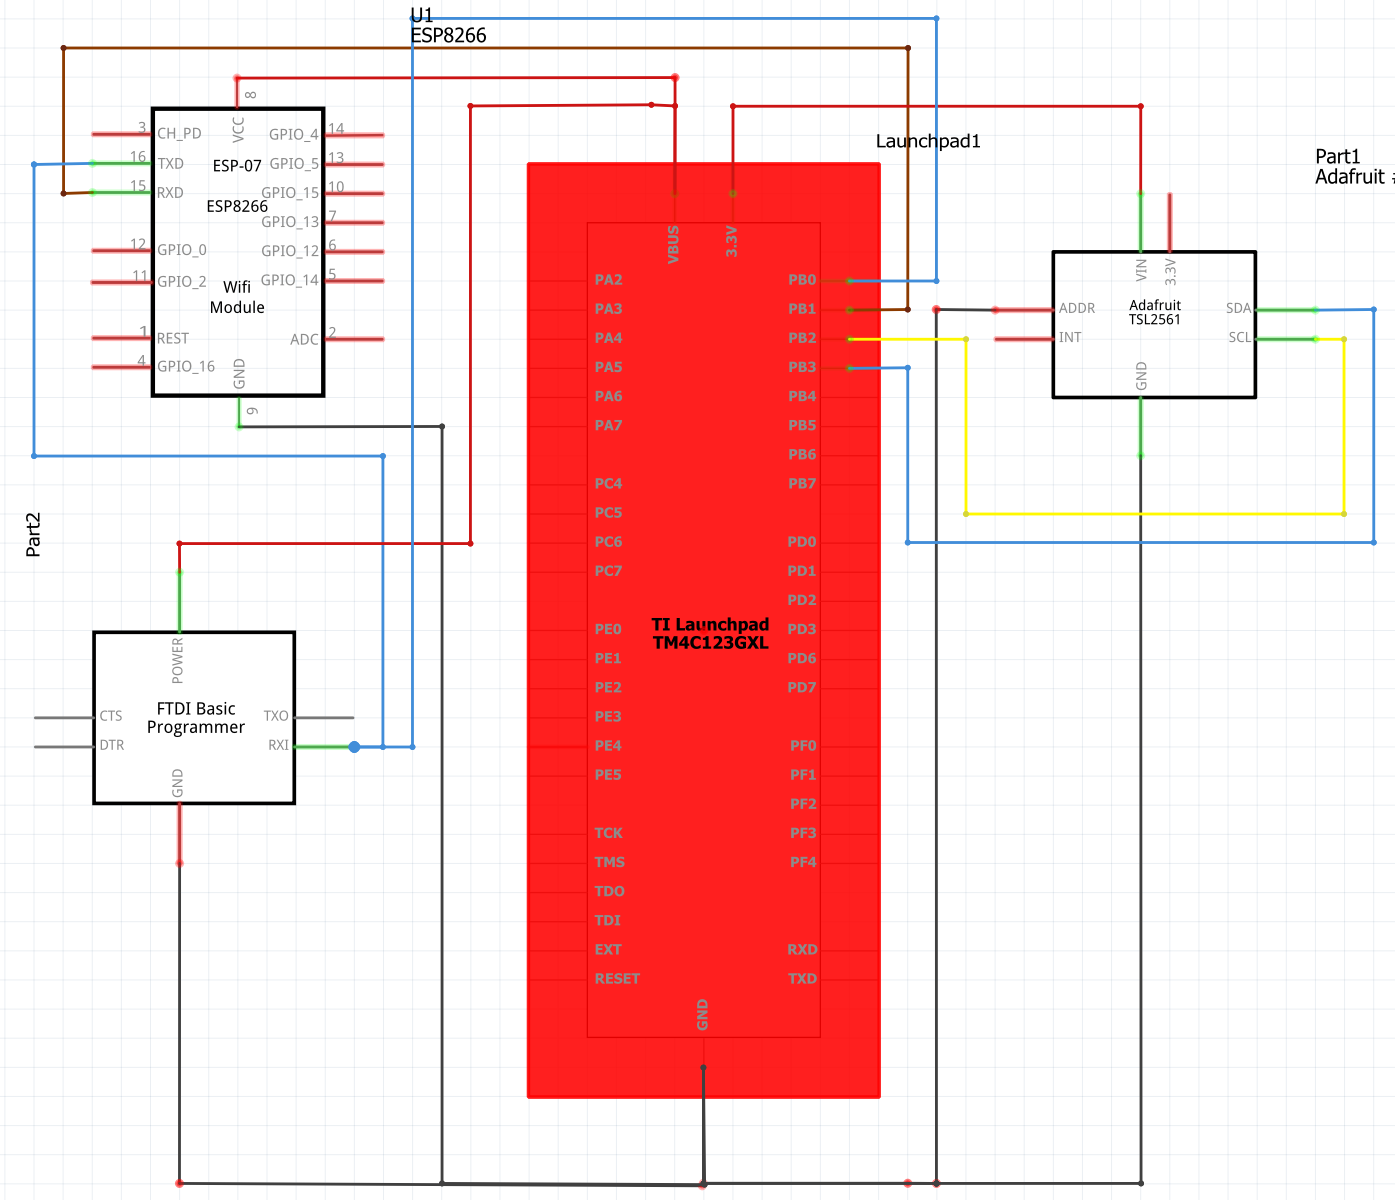 U1
ESP8266
8
VCC
3
CH_PD
16
TXD
15
RXD
12
GPIO_0
11
GPIO_2
1
REST
4
GPIO_16
ESP-07
ESP8266
Wifi
Module
GPIO_4
14
GPIO_5
13
GPIO_15
10
GPIO_13
7
GPIO_12
6
GPIO_14
5
ADC
2
GND
9
Launchpad1
VBUS
3.3V
PA2
PA3
PA4
PA5
PA6
PA7
PC4
PC5
PC6
PC7
PE0
PE1
PE2
PE3
PE4
PE5
TCK
TMS
TDO
TDI
EXT
RESET
TI Launchpad
TM4C123GXL
PB0
PB1
PB2
PB3
PB4
PB5
PB6
PB7
PD0
PD1
PD2
PD3
PD6
PD7
PF0
PF1
PF2
PF3
PF4
RXD
TXD
GND
Part1
Adafruit #
VIN
3.3V
ADDR
INT
Adafruit
TSL2561
SDA
SCL
GND
Part2
POWER
CTS
DTR
FTDI Basic
Programmer
TXO
RXI
GND